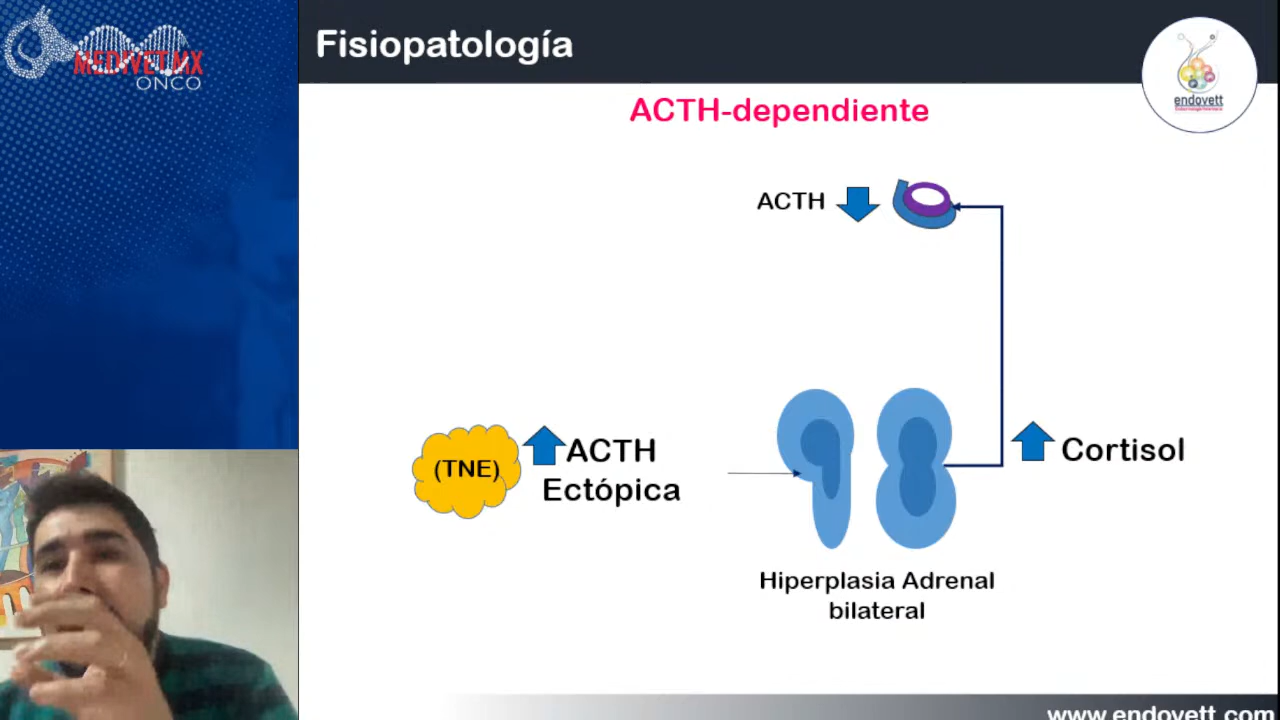 MEDIVET.MX
ONCO
Fisiopatología
endovett
ACTH-dependiente
ACTH
(TNE)
ACTH
Ectópica
Cortisol
Hiperplasia Adrenal
bilateral
www.endovett.com